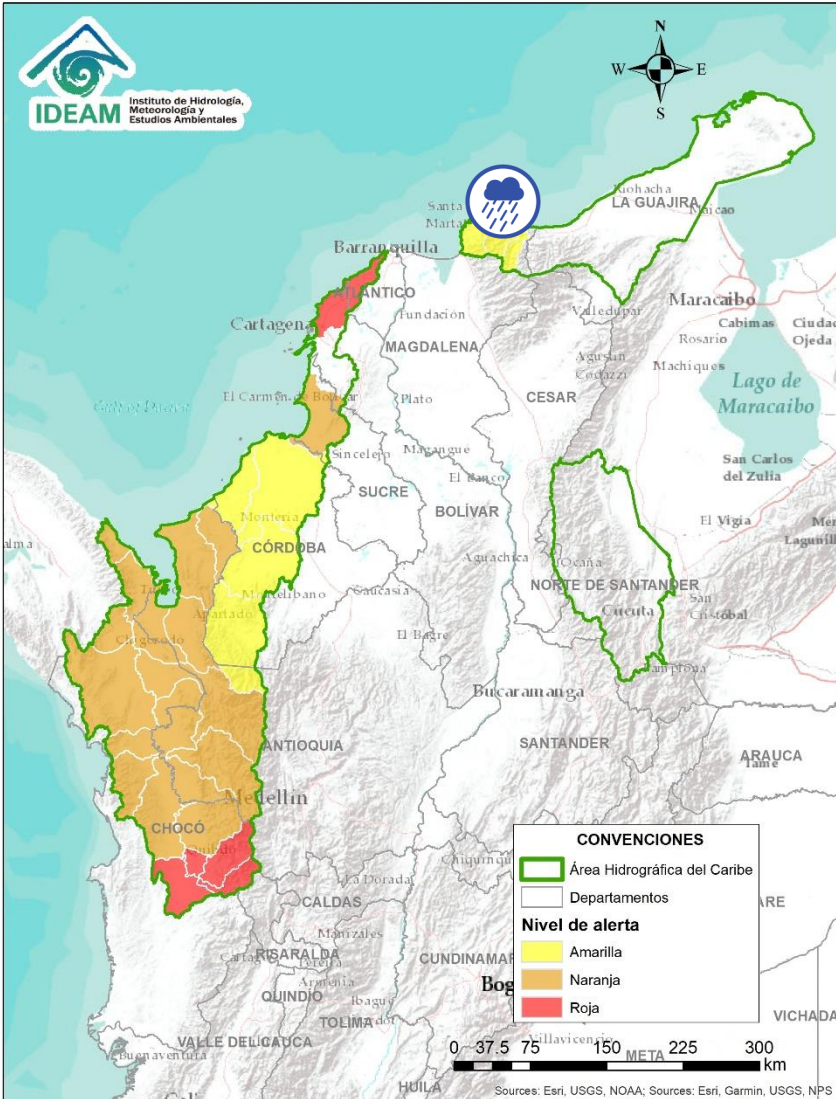 IDEAM
Instituto de Hidrología,
Meteorología y
Estudios Ambientales
N
W
E
S
Santa
Marta
Riohacha
LA GUAJIRA
Maicao
Barranquilla
ATLÁNTICO
Cartagena
Fundación
Valledupar
Maracaibo
Cabimas
Ciudad
Ojeda
Rosario
MAGDALENA
Agustín
Codazzi
Machiques
CESAR
Lago de
Maracaibo
El Carmen de Bolívar
Plato
Sincelejo
Magangue
San Carlos
del Zulia
El Banco
SUCRE
BOLÍVAR
Montería
CÓRDOBA
El Vigía
Aguachica
Ocaña
NORTE DE SANTANDER
Montelibano
Caucasia
Apartadó
San
Cristóbal
Cucuta
Chigorodó
El Bagre
Pamplona
Bucaramanga
ANTIOQUIA
SANTANDER
ARAUCA
Tame
Medellín
CHOCÓ
Quibdó
La Dorada
CALDAS
Manizales
RISARALDA
Armenia
QUINDÍO
Ibague
TOLIMA
VALLE DEL CAUCA
Buenaventura
HUILA
META
VICHADA
CONVENCIONES
Área Hidrográfica del Caribe
Departamentos
Nivel de alerta
Amarilla
Naranja
Roja
0 37.5 75 150 225 300
km
Sources: Esri, USGS, NOAA; Sources: Esri, Garmin, USGS, NPS